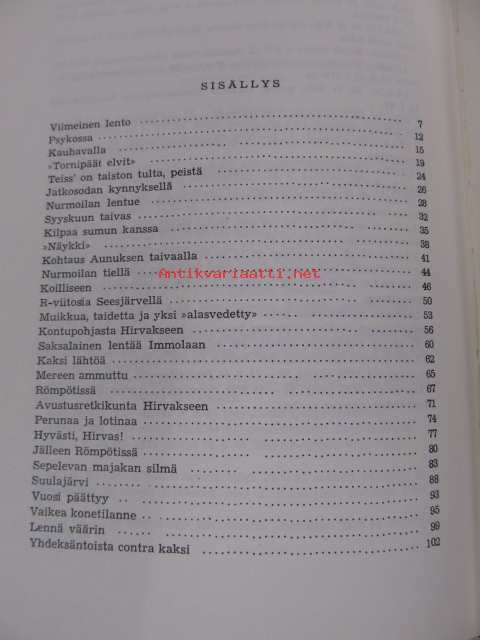 SISÄLLYS
Viimeinen lento 7
Psykossa 12
Kauhavalla 15
»Tornipäät elvit» 19
Teiss' on taiston tulta, peistä 24
Jatkosodan kynnyksellä 26
Nurmoilan lentue 28
Syyskuun taivas 32
Kilpaa sumun kanssa 35
»Näykki» 38
Kohtaus Aunuksen taivaalla 41
Nurmoilan tiellä 44
Antikvariaatti.net
Koilliseen 46
R-viitosia Seesjärvellä 50
Muikkua, taidetta ja yksi »alasvedetty» 53
Kontupohjasta Hirvakseen 56
Saksalainen lentää Immolaan 60
Kaksi lähtöä 62
Mereen ammuttu 65
Römpötissä 67
Avustusretkikunta Hirvakseen 71
Perunaa ja lotinaa 74
Hyvästi, Hirvas! 77
Jälleen Römpötissä 80
Sepelevan majakan silmä 83
Suulajärvi 88
Vuosi päättyy 93
Vaikea konetilanne 95
Lennä väärin 99
Yhdeksäntoista contra kaksi 102